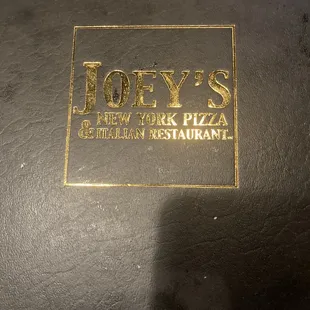 JOEY'S
NEW YORK PIZZA
& ITALIAN RESTAURANT